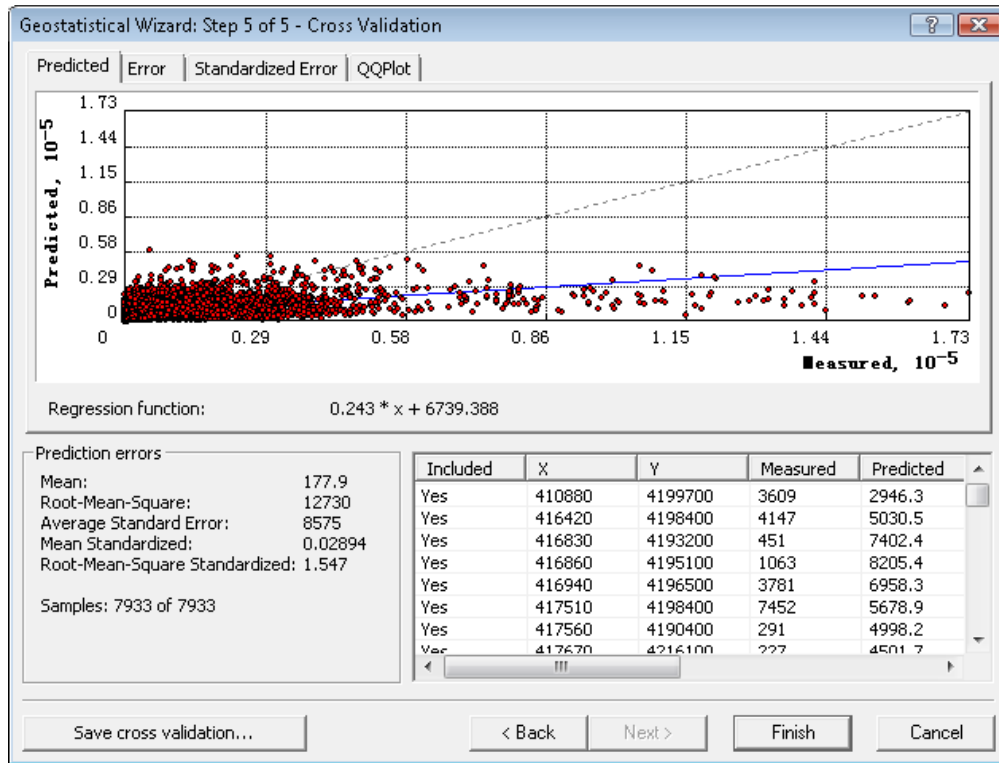 Geostatistical Wizard: Step 5 of 5 - Cross Validation
Predicted Error Standardized Error QQPlot
1.73
1.44
1.15
0.86
0.58
0.29
0
Predicted, 10⁻⁵
0 0.29 0.58 0.86 1.15 1.44 1.73
Measured, 10⁻⁵
Regression function: 0.243 * x + 6739.388
Prediction errors
Mean: 177.9
Root-Mean-Square: 12730
Average Standard Error: 8575
Mean Standardized: 0.02894
Root-Mean-Square Standardized: 1.547
Samples: 7933 of 7933
Included X Y Measured Predicted
Yes 410880 4199700 3609 2946.3
Yes 416420 4198400 4147 5030.5
Yes 416830 4193200 451 7402.4
Yes 416860 4195100 1063 8205.4
Yes 416940 4196500 3781 6958.3
Yes 417510 4198400 7452 5678.9
Yes 417560 4190400 291 4998.2
Yes 417670 4216100 227 4501.7
Save cross validation... < Back Next > Finish Cancel